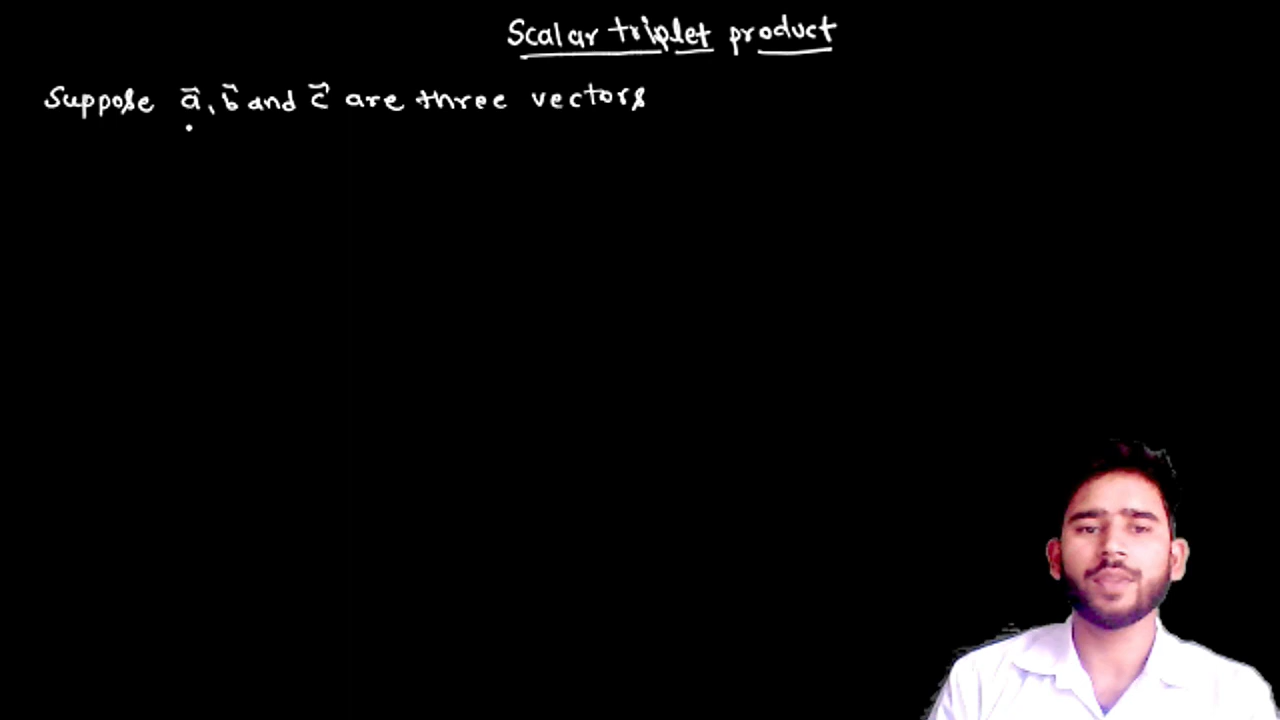 Scalar triplet product
Suppose a⃗, b⃗ and c⃗ are three vectors